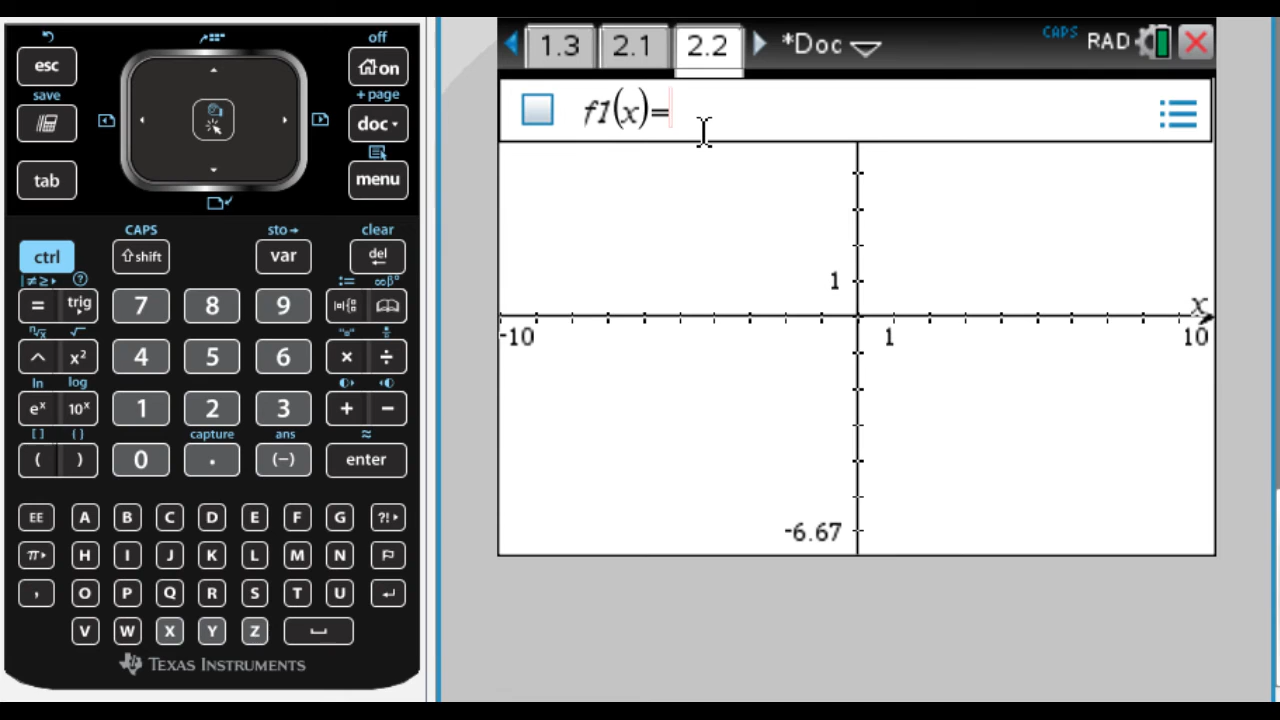 off
esc
on
save
+ page
doc
tab
menu
CAPS
sto→
clear
ctrl
⇧shift
var
del
|≠≥▸
?
:=
∞β°
=
trig
7
8
9
ⁿ√x
√
"∘"
^
x²
4
5
6
×
÷
ln
log
eˣ
10ˣ
1
2
3
+
−
[ ]
{ }
capture
ans
≈
(
)
0
.
(−)
enter
EE
A
B
C
D
E
F
G
?!▸
π▸
H
I
J
K
L
M
N
,
O
P
Q
R
S
T
U
V
W
X
Y
Z
TEXAS INSTRUMENTS
1.3
2.1
2.2
*Doc
CAPS
RAD
f1(x)=
1
x
-10
1
10
-6.67